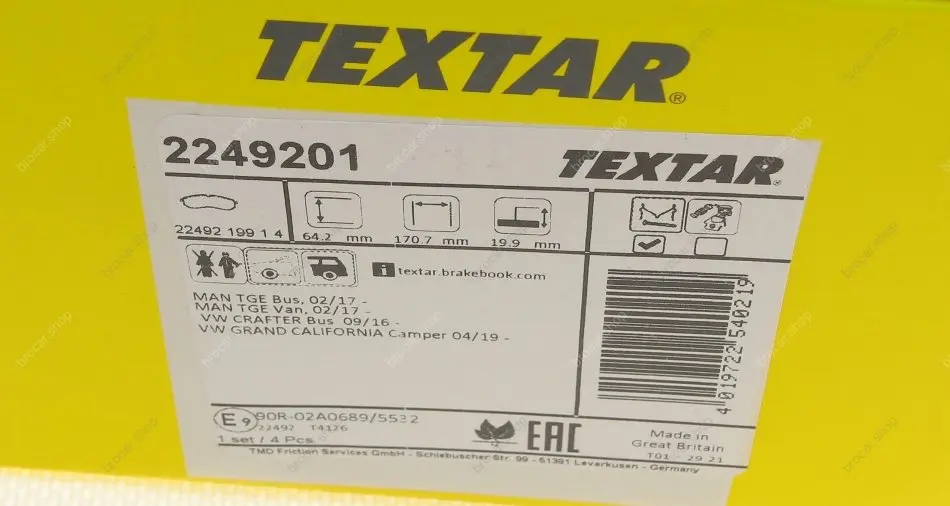 TEXTAR®
2249201
TEXTAR®
22492 199 1 4
64.2 mm
170.7 mm
19.9 mm
i textar.brakebook.com
MAN TGE Bus, 02/17 -
MAN TGE Van, 02/17 -
VW CRAFTER Bus 09/16 -
VW GRAND CALIFORNIA Camper 04/19 -
4 019722 540219
E9 90R-02A0689/5532
22492 T4126
1 set / 4 Pcs.
EAC
Made in
Great Britain
T01 - 29 21
TMD Friction Services GmbH - Schlebuscher Str. 99 - 51381 Leverkusen - Germany
brocar.shop